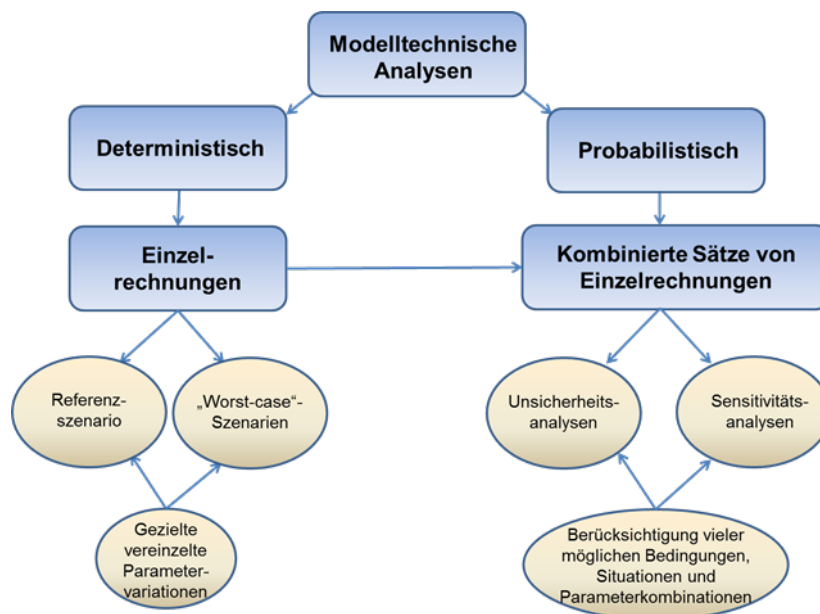 Modelltechnische
Analysen
Deterministisch
Probabilistisch
Einzel-
rechnungen
Kombinierte Sätze von
Einzelrechnungen
Referenz-
szenario
„Worst-case“-
Szenarien
Unsicherheits-
analysen
Sensitivitäts-
analysen
Gezielte
vereinzelte
Parameter-
variationen
Berücksichtigung vieler
möglichen Bedingungen,
Situationen und
Parameterkombinationen